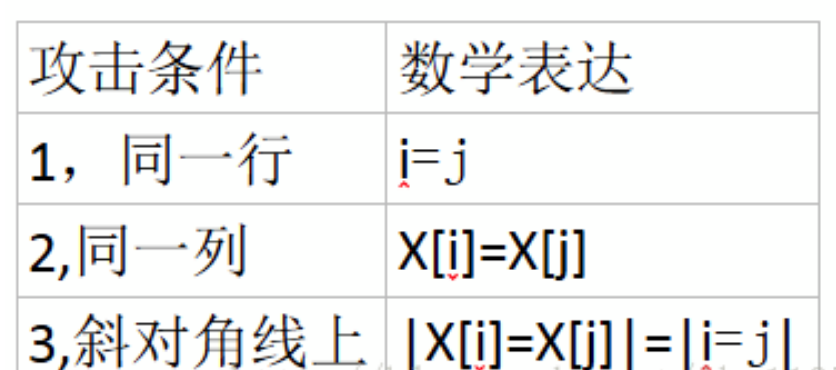 攻击条件 数学表达
1，同一行 i=j
2,同一列 X[i]=X[j]
3,斜对角线上 |X[i]=X[j]|=|i=j|